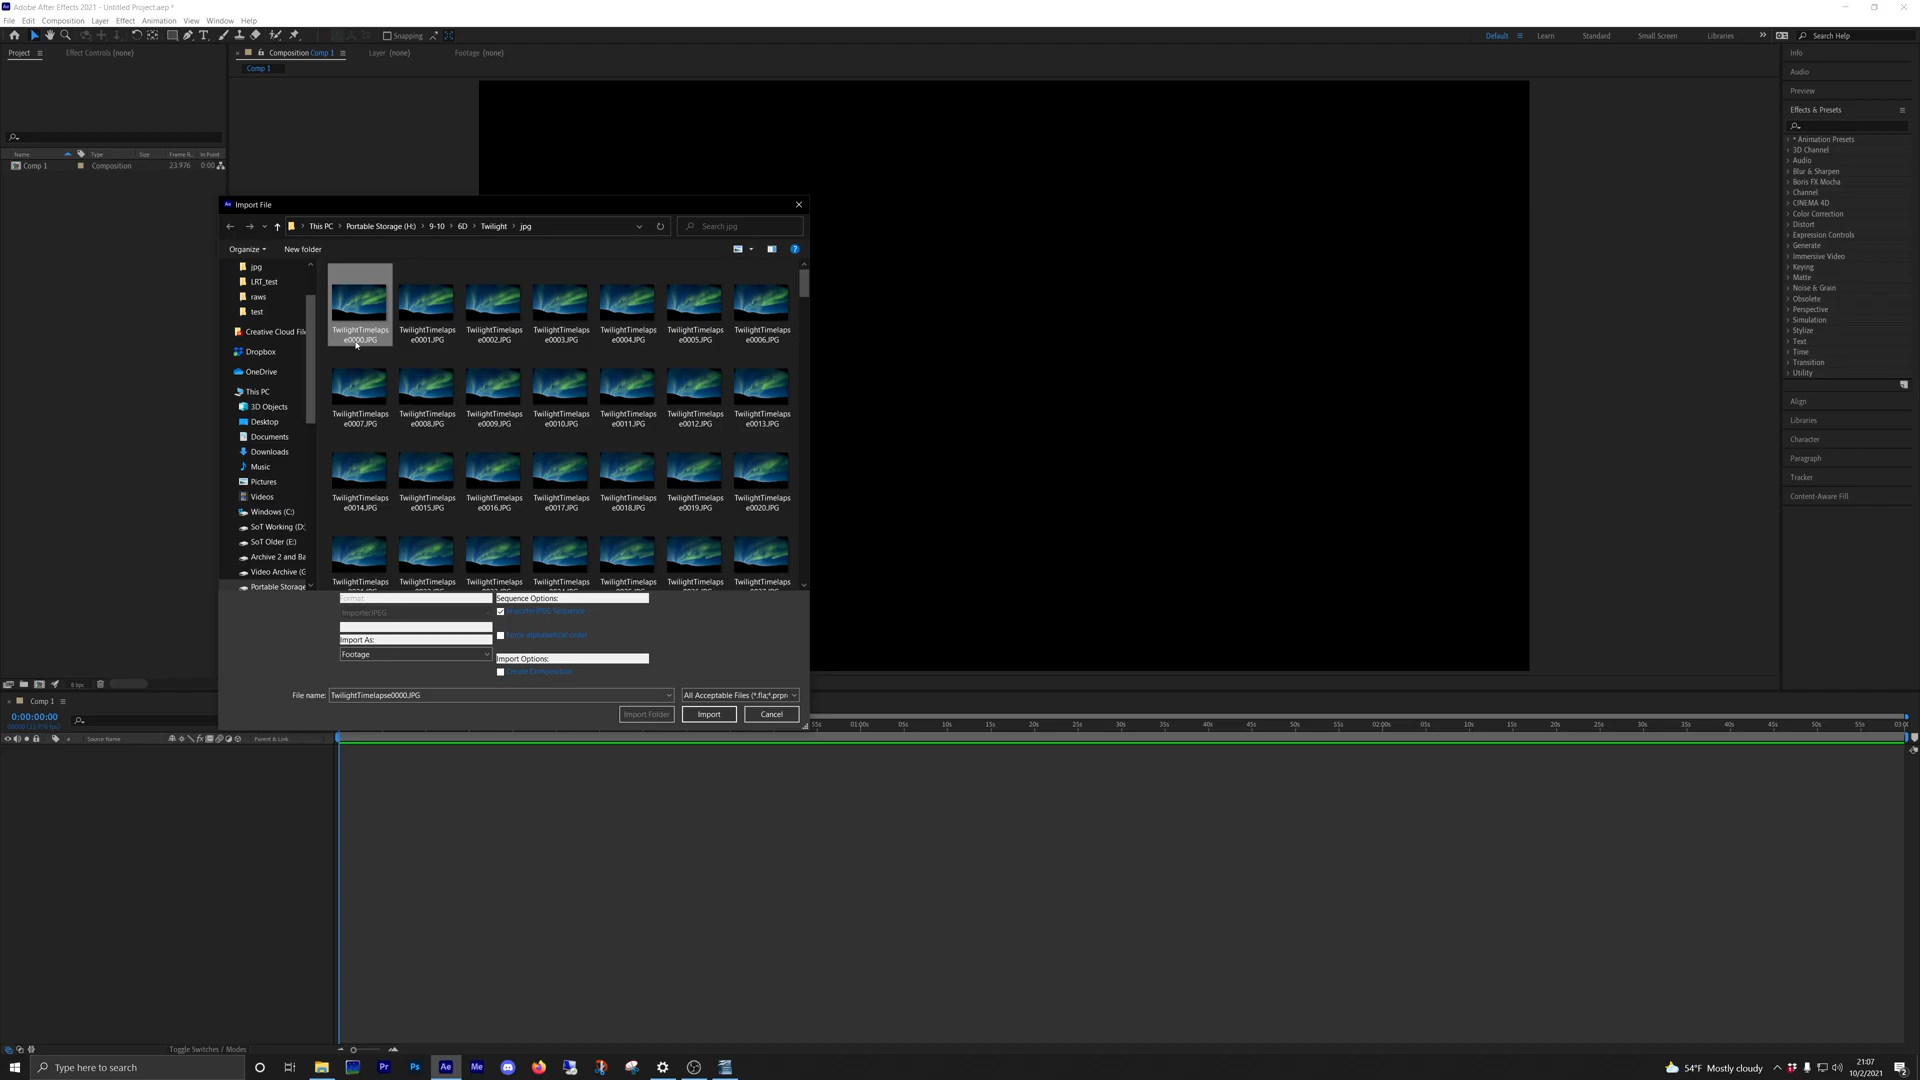 Adobe After Effects 2021 - Untitled Project.aep *
File Edit Composition Layer Effect Animation View Window Help
Snapping
Default Learn Standard Small Screen Libraries Search Help
Project Effect Controls (none) Composition Comp 1 Layer (none) Footage (none)
Comp 1
Name Type Size Frame R... In Point
Comp 1 Composition 23.976 0:00
Import File
This PC Portable Storage (H:) 9-10 6D Twilight jpg
Search jpg
Organize New folder
jpg
LRT_test
raws
test
Creative Cloud File
Dropbox
OneDrive
This PC
3D Objects
Desktop
Documents
Downloads
Music
Pictures
Videos
Windows (C:)
SoT Working (D:
SoT Older (E:)
Archive 2 and Ba
Video Archive (G
Portable Storage
TwilightTimelaps TwilightTimelaps TwilightTimelaps TwilightTimelaps TwilightTimelaps TwilightTimelaps TwilightTimelaps
e0000.JPG e0001.JPG e0002.JPG e0003.JPG e0004.JPG e0005.JPG e0006.JPG
TwilightTimelaps TwilightTimelaps TwilightTimelaps TwilightTimelaps TwilightTimelaps TwilightTimelaps TwilightTimelaps
e0007.JPG e0008.JPG e0009.JPG e0010.JPG e0011.JPG e0012.JPG e0013.JPG
TwilightTimelaps TwilightTimelaps TwilightTimelaps TwilightTimelaps TwilightTimelaps TwilightTimelaps TwilightTimelaps
e0014.JPG e0015.JPG e0016.JPG e0017.JPG e0018.JPG e0019.JPG e0020.JPG
TwilightTimelaps TwilightTimelaps TwilightTimelaps TwilightTimelaps TwilightTimelaps TwilightTimelaps TwilightTimelaps
Format:
ImporterJPEG
Import As:
Footage
Sequence Options:
ImporterJPEG Sequence
Force alphabetical order
Import Options:
Create Composition
File name: TwilightTimelapse0000.JPG All Acceptable Files (*.fla;*.prpr
Import Folder Import Cancel
Info
Audio
Preview
Effects & Presets
* Animation Presets
3D Channel
Audio
Blur & Sharpen
Boris FX Mocha
Channel
CINEMA 4D
Color Correction
Distort
Expression Controls
Generate
Immersive Video
Keying
Matte
Noise & Grain
Obsolete
Perspective
Simulation
Stylize
Text
Time
Transition
Utility
Align
Libraries
Character
Paragraph
Tracker
Content-Aware Fill
8 bpc
Comp 1
0:00:00:00
# Source Name Parent & Link
55s 01:00s 05s 10s 15s 20s 25s 30s 35s 40s 45s 50s 55s 02:00s 05s 10s 15s 20s 25s 30s 35s 40s 45s 50s 55s 03:0
Toggle Switches / Modes
Type here to search
Pr Ps Ae Me
54°F Mostly cloudy
21:07
10/2/2021
2